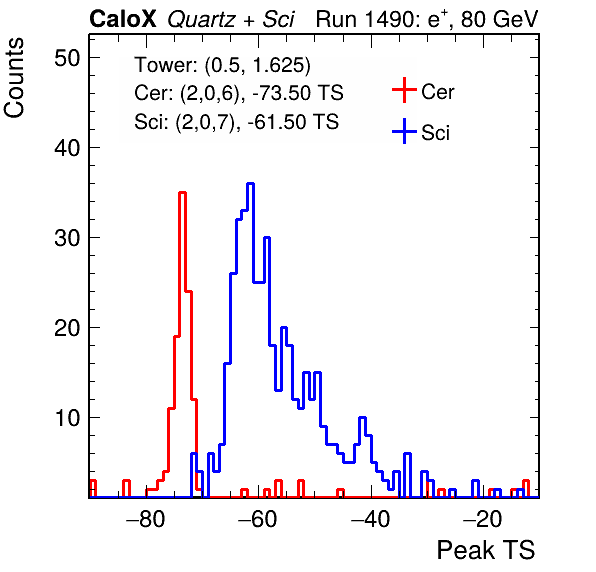 CaloX Quartz + Sci Run 1490: e⁺, 80 GeV
Counts
50
40
30
20
10
Tower: (0.5, 1.625)
Cer: (2,0,6), -73.50 TS
Sci: (2,0,7), -61.50 TS
Cer
Sci
−80 −60 −40 −20
Peak TS